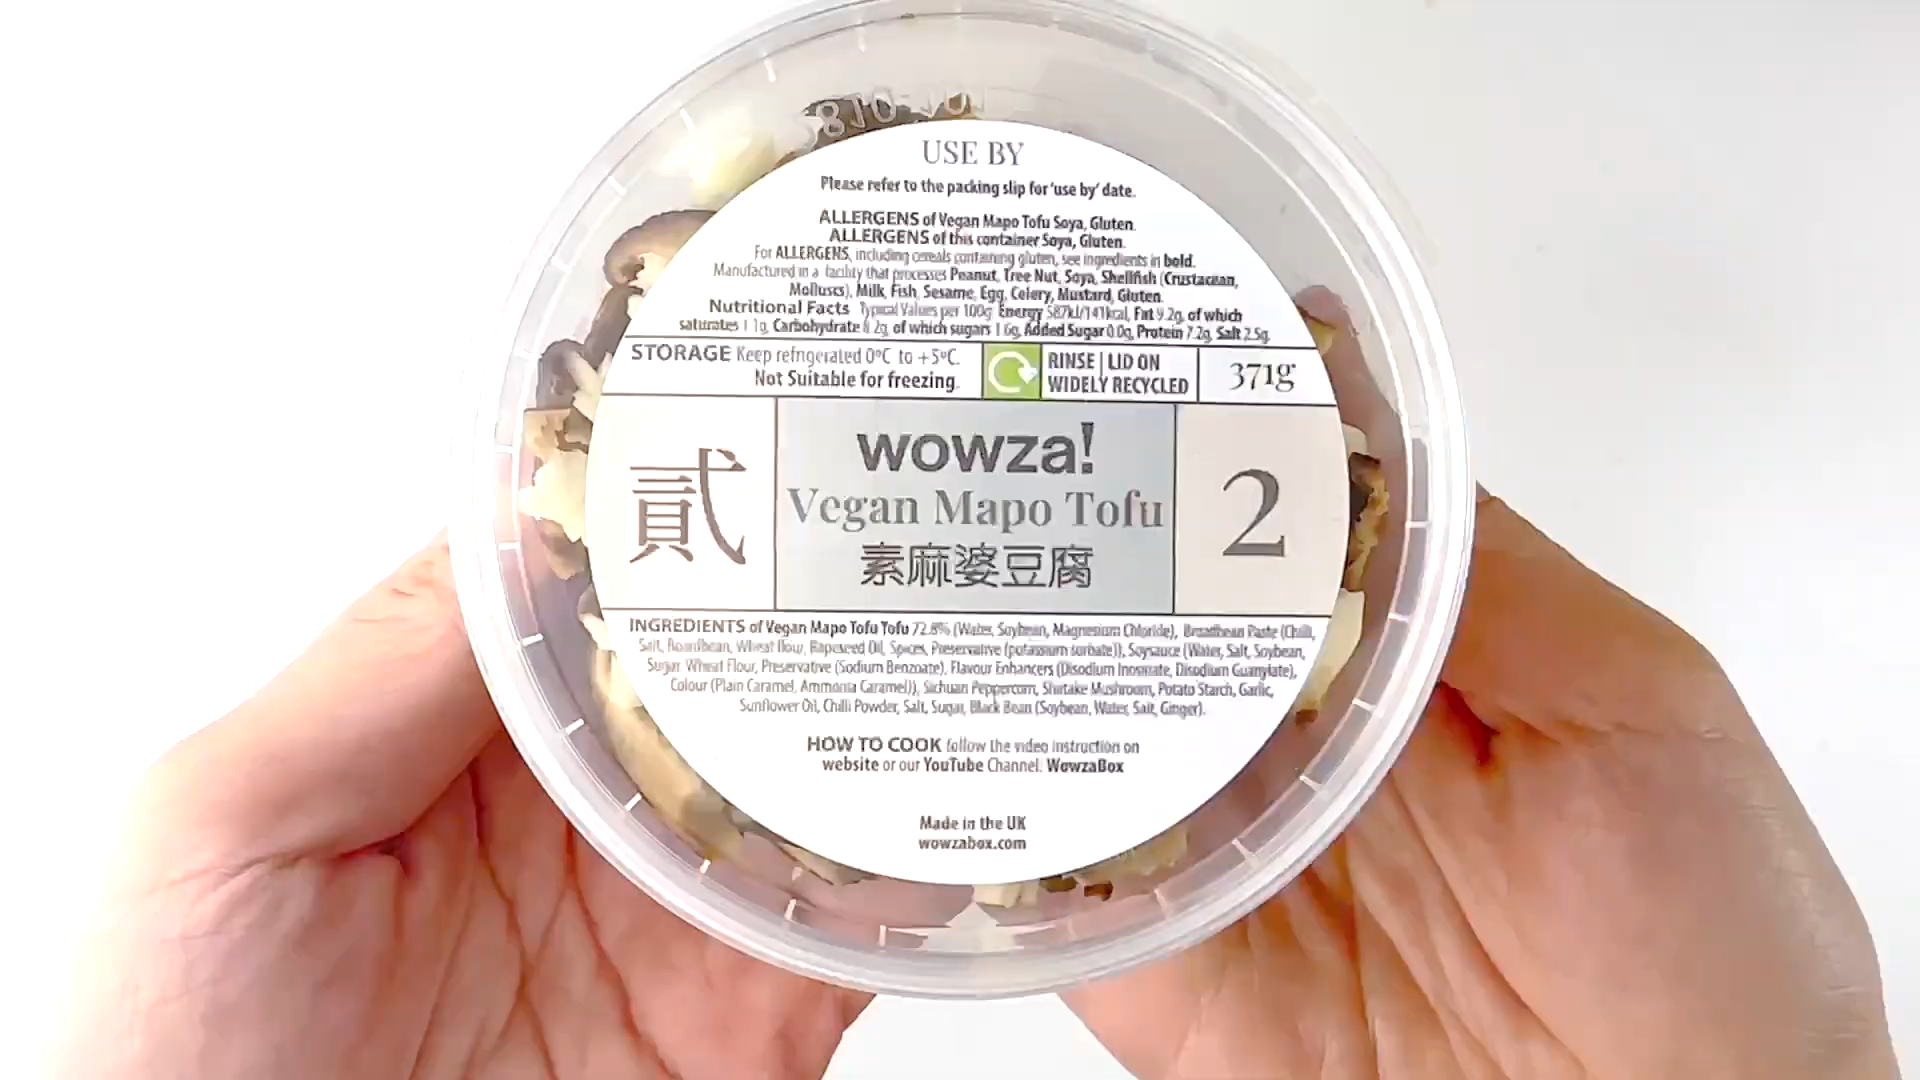 USE BY
Please refer to the packing slip for 'use by' date.
ALLERGENS of Vegan Mapo Tofu Soya, Gluten.
ALLERGENS of this container Soya, Gluten.
For ALLERGENS, including cereals containing gluten, see ingredients in bold.
Manufactured in a facility that processes Peanut, Tree Nut, Soya, Shellfish (Crustacean,
Molluscs), Milk, Fish, Sesame, Egg, Celery, Mustard, Gluten.
Nutritional Facts Typical Values per 100g Energy 587kJ/141kcal, Fat 9.2g, of which
saturates 1.1g, Carbohydrate 8.2g, of which sugars 1.6g, Added Sugar 0.0g, Protein 7.2g, Salt 2.5g.
STORAGE Keep refrigerated 0ºC to +5ºC.
Not Suitable for freezing.
RINSE | LID ON
WIDELY RECYCLED
371g
貳
wowza!
Vegan Mapo Tofu
素麻婆豆腐
2
INGREDIENTS of Vegan Mapo Tofu Tofu 72.8% (Water, Soybean, Magnesium Chloride), Broadbean Paste (Chilli,
Salt, Broadbean, Wheat flour, Rapeseed Oil, Spices, Preservative (potassium sorbate)), Soysauce (Water, Salt, Soybean,
Sugar, Wheat Flour, Preservative (Sodium Benzoate), Flavour Enhancers (Disodium Inosinate, Disodium Guanylate),
Colour (Plain Caramel, Ammonia Caramel)), Sichuan Peppercorn, Shiitake Mushroom, Potato Starch, Garlic,
Sunflower Oil, Chilli Powder, Salt, Sugar, Black Bean (Soybean, Water, Salt, Ginger).
HOW TO COOK follow the video instruction on
website or our YouTube Channel. WowzaBox
Made in the UK
wowzabox.com